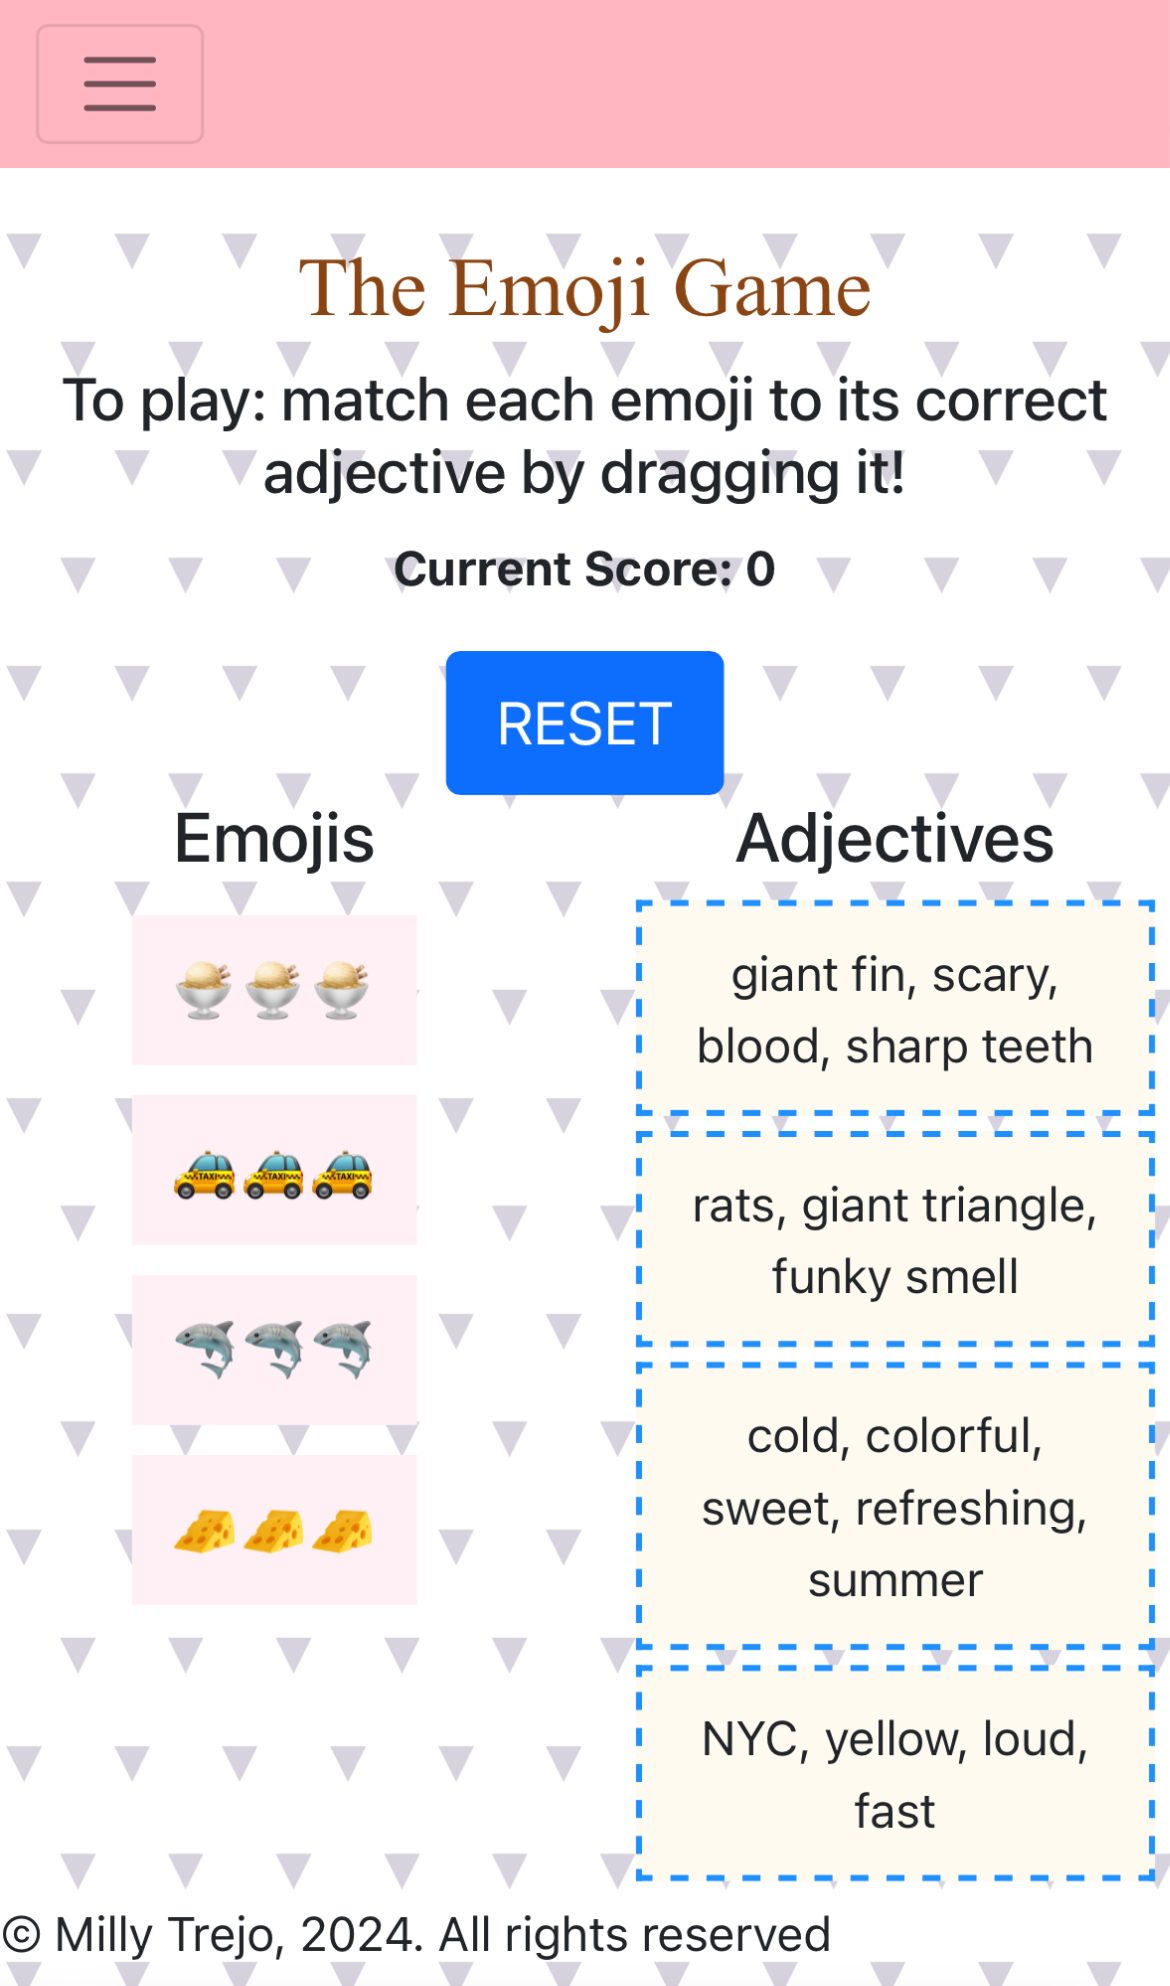 The Emoji Game
To play: match each emoji to its correct
adjective by dragging it!
Current Score: 0
RESET
Emojis
🍨🍨🍨
🚕🚕🚕
🦈🦈🦈
🧀🧀🧀
Adjectives
giant fin, scary,
blood, sharp teeth
rats, giant triangle,
funky smell
cold, colorful,
sweet, refreshing,
summer
NYC, yellow, loud,
fast
© Milly Trejo, 2024. All rights reserved